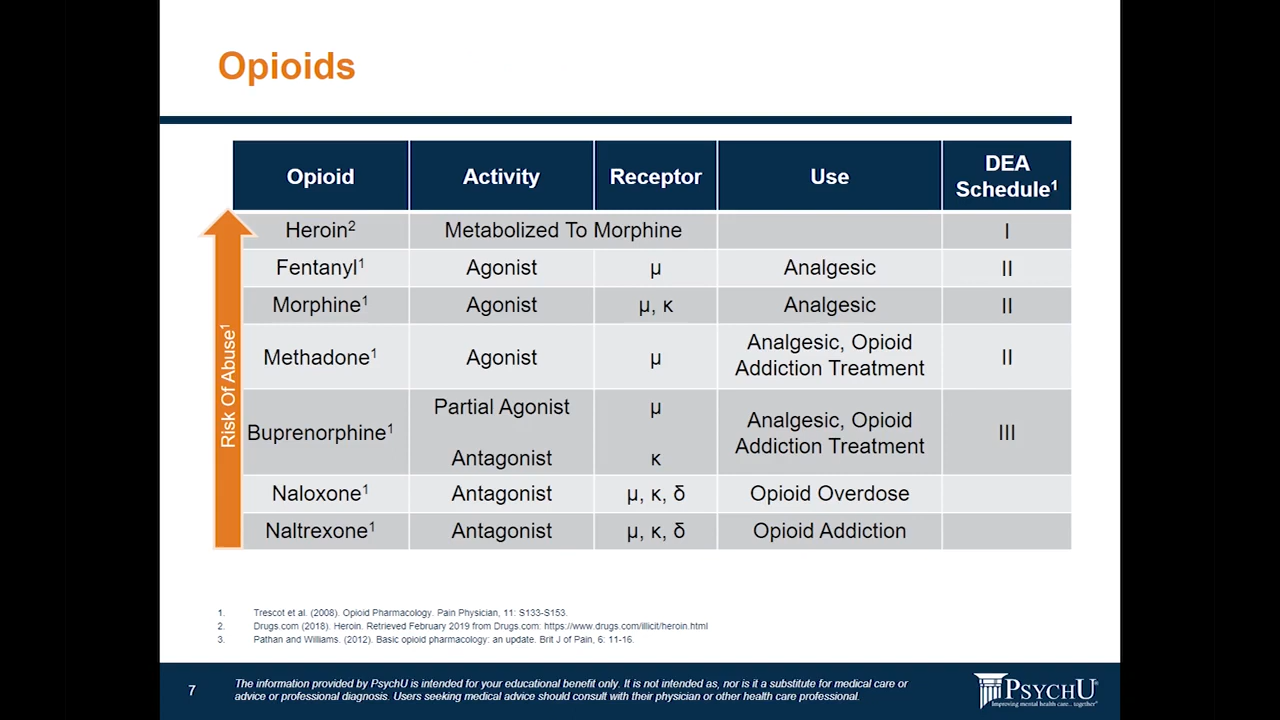 Opioids
Opioid Activity Receptor Use DEA Schedule¹
Heroin² Metabolized To Morphine I
Fentanyl¹ Agonist μ Analgesic II
Morphine¹ Agonist μ, κ Analgesic II
Methadone¹ Agonist μ Analgesic, Opioid Addiction Treatment II
Buprenorphine¹ Partial Agonist μ Antagonist κ Analgesic, Opioid Addiction Treatment III
Naloxone¹ Antagonist μ, κ, δ Opioid Overdose
Naltrexone¹ Antagonist μ, κ, δ Opioid Addiction
Risk Of Abuse¹
1. Trescot et al. (2008). Opioid Pharmacology. Pain Physician, 11: S133-S153.
2. Drugs.com (2018). Heroin. Retrieved February 2019 from Drugs.com: https://www.drugs.com/illicit/heroin.html
3. Pathan and Williams. (2012). Basic opioid pharmacology: an update. Brit J of Pain, 6: 11-16.
7
The information provided by PsychU is intended for your educational benefit only. It is not intended as, nor is it a substitute for medical care or
advice or professional diagnosis. Users seeking medical advice should consult with their physician or other health care professional.
PSYCHU®
Improving mental health care... together®